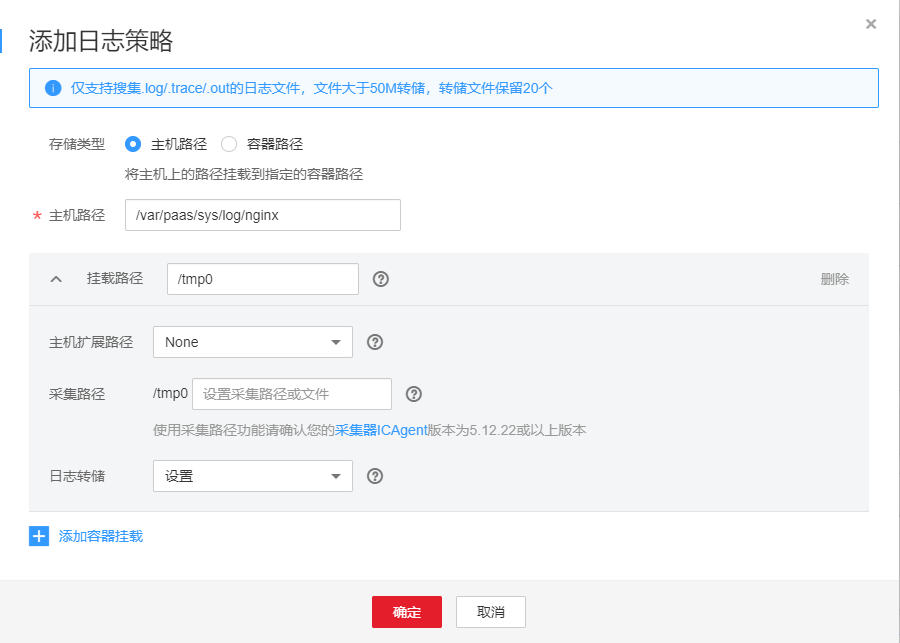 添加日志策略
仅支持搜集.log/.trace/.out的日志文件，文件大于50M转储，转储文件保留20个
存储类型 主机路径 容器路径
将主机上的路径挂载到指定的容器路径
* 主机路径 /var/paas/sys/log/nginx
挂载路径 /tmp0 删除
主机扩展路径 None
采集路径 /tmp0 设置采集路径或文件
使用采集路径功能请确认您的采集器ICAgent版本为5.12.22或以上版本
日志转储 设置
添加容器挂载
确定 取消